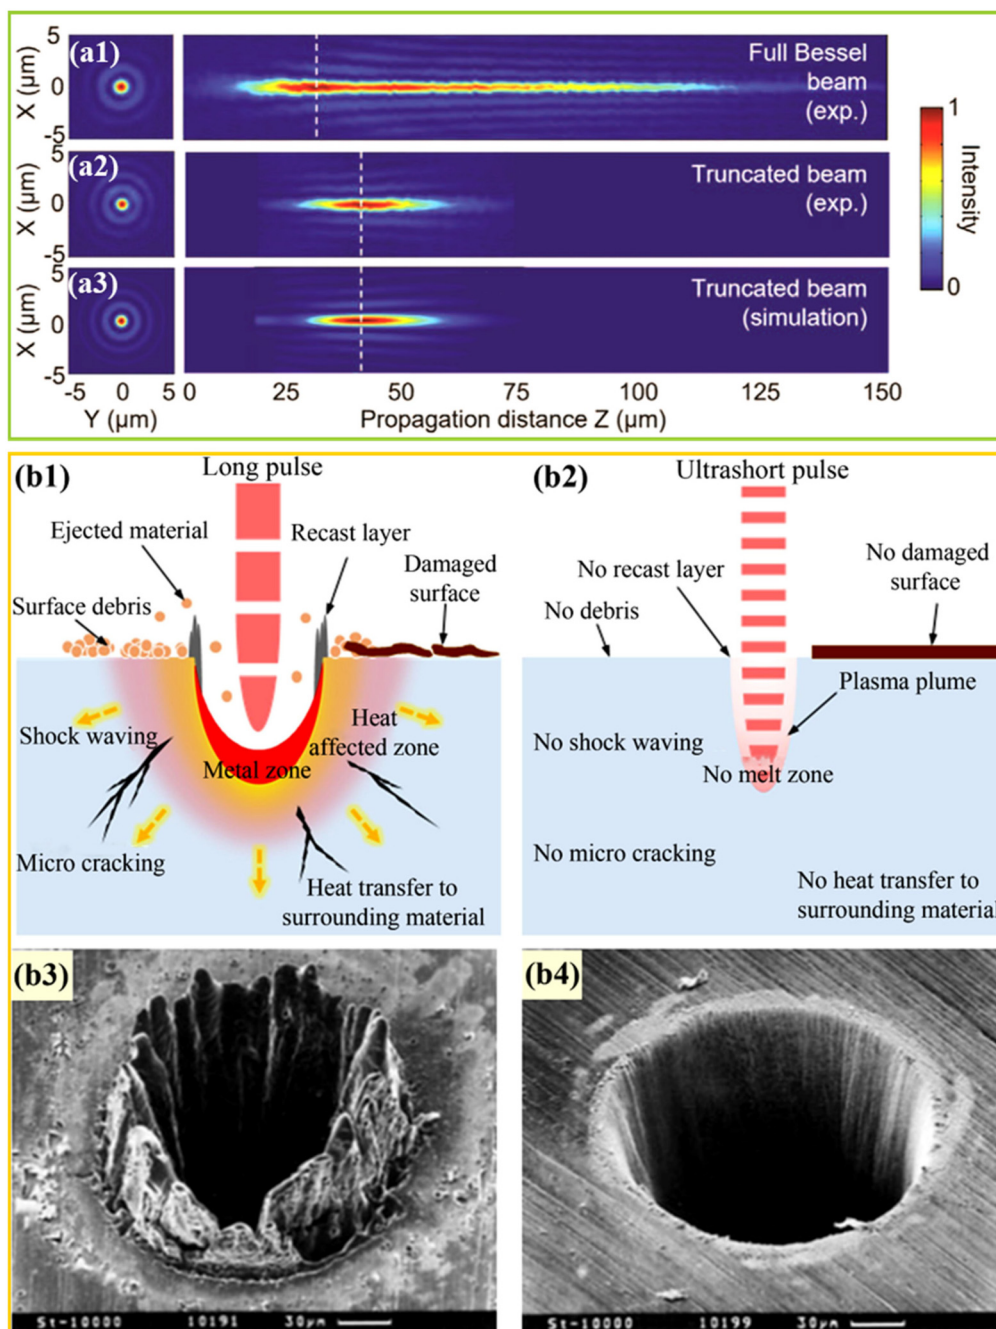 (a1)
X (µm)
5
0
-5
Full Bessel
beam
(exp.)
(a2)
X (µm)
5
0
-5
Truncated beam
(exp.)
(a3)
X (µm)
5
0
-5
Truncated beam
(simulation)
1
Intensity
0
-5 0 5
Y (µm)
0 25 50 75 100 125 150
Propagation distance Z (µm)
(b1)
Long pulse
Ejected material
Recast layer
Damaged
surface
Surface debris
Shock waving
Heat
affected zone
Metal zone
Micro cracking
Heat transfer to
surrounding material
(b2)
Ultrashort pulse
No damaged
surface
No recast layer
No debris
Plasma plume
No shock waving
No melt zone
No micro cracking
No heat transfer to
surrounding material
(b3)
St-10000 10191 30µm
(b4)
St-10000 10199 30µm